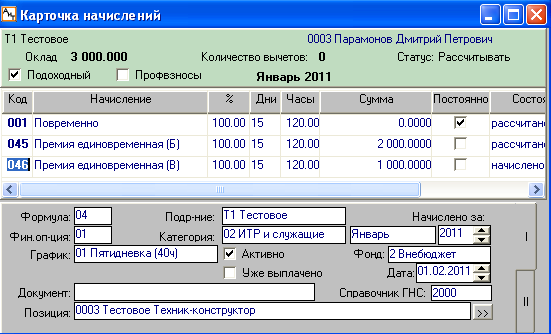 Карточка начислений
Т1 Тестовое 0003 Парамонов Дмитрий Петрович
Оклад 3 000.000 Количество вычетов: 0 Статус: Рассчитывать
Подоходный Профвзносы Январь 2011
Код Начисление % Дни Часы Сумма Постоянно Состоя
001 Повременно 100.00 15 120.00 0.0000 рассчитано
045 Премия единовременная (Б) 100.00 15 120.00 2 000.0000 рассчитано
046 Премия единовременная (В) 100.00 15 120.00 1 000.0000 начислено
Формула: 04 Подр-ние: Т1 Тестовое Начислено за:
Фин.оп-ция: 01 Категория: 02 ИТР и служащие Январь 2011
График: 01 Пятидневка (40ч) Активно Фонд: 2 Внебюджет
Уже выплачено Дата: 01.02.2011
Документ: Справочник ГНС: 2000
Позиция: 0003 Тестовое Техник-конструктор >>
I
II